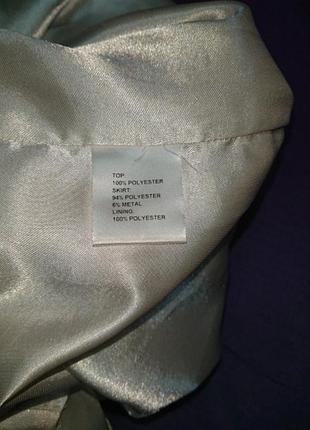 TOP:
100% POLYESTER
SKIRT:
94% POLYESTER
6% METAL
LINING:
100% POLYESTER